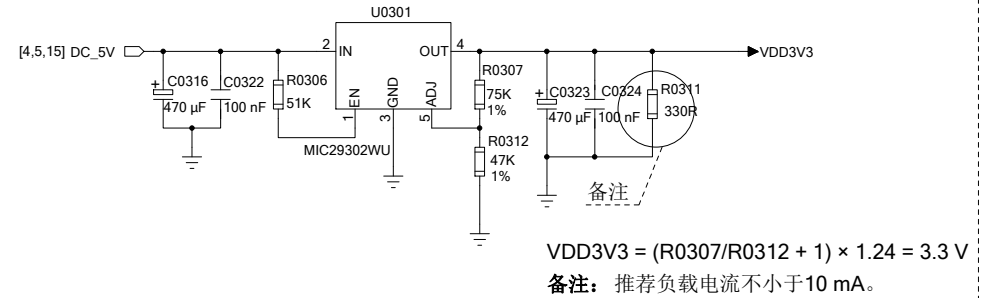 U0301
[4,5,15] DC_5V
2
IN
OUT
4
VDD3V3
+
C0316
470 µF
C0322
100 nF
R0306
51K
EN
1
GND
3
ADJ
5
MIC29302WU
R0307
75K
1%
R0312
47K
1%
+
C0323
470 µF
C0324
100 nF
R0311
330R
备注
VDD3V3 = (R0307/R0312 + 1) × 1.24 = 3.3 V
备注：推荐负载电流不小于10 mA。